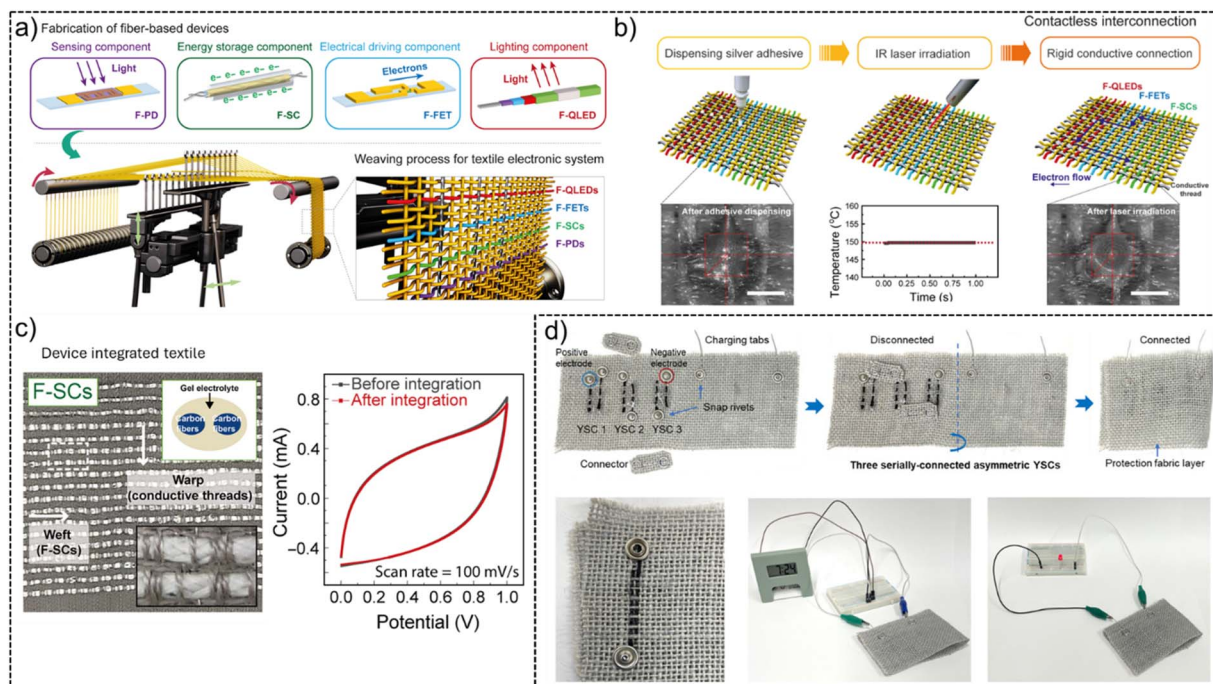 a)
Fabrication of fiber-based devices
Sensing component
Energy storage component
Electrical driving component
Lighting component
Light
F-PD
e- e- e- e- e-
e- e- e- e-
F-SC
Electrons
F-FET
Light
F-QLED
Weaving process for textile electronic system
F-QLEDs
F-FETs
F-SCs
F-PDs
b)
Contactless interconnection
Dispensing silver adhesive
IR laser irradiation
Rigid conductive connection
F-QLEDs
F-FETs
F-SCs
Electron flow
Conductive
thread
After adhesive dispensing
Temperature (°C)
160
155
150
145
140
0.00
0.25
0.50
0.75
1.00
Time (s)
After laser irradiation
c)
Device integrated textile
F-SCs
Gel electrolyte
Carbon
fibers
Carbon
fibers
Warp
(conductive threads)
Weft
(F-SCs)
Before integration
After integration
Current (mA)
0.8
0.4
0.0
−0.4
Scan rate = 100 mV/s
0.0
0.2
0.4
0.6
0.8
1.0
Potential (V)
d)
Positive
electrode
Negative
electrode
Charging tabs
Snap rivets
YSC 1
YSC 2
YSC 3
Connector
Disconnected
Three serially-connected asymmetric YSCs
Connected
Protection fabric layer
7:24